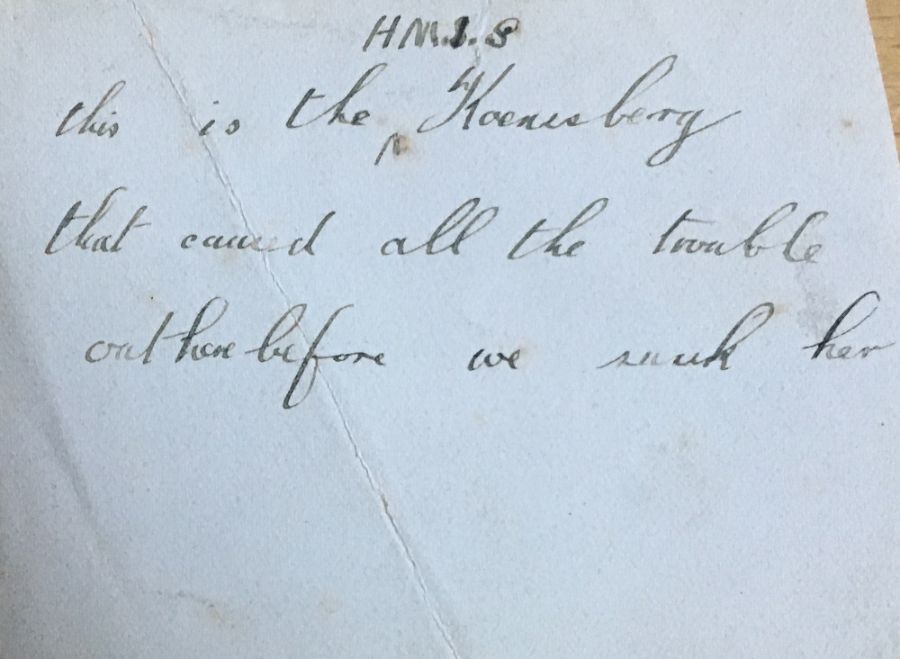 H.M.S.
this is the ^ Koenisberg
that caused all the trouble
out here before we sunk her